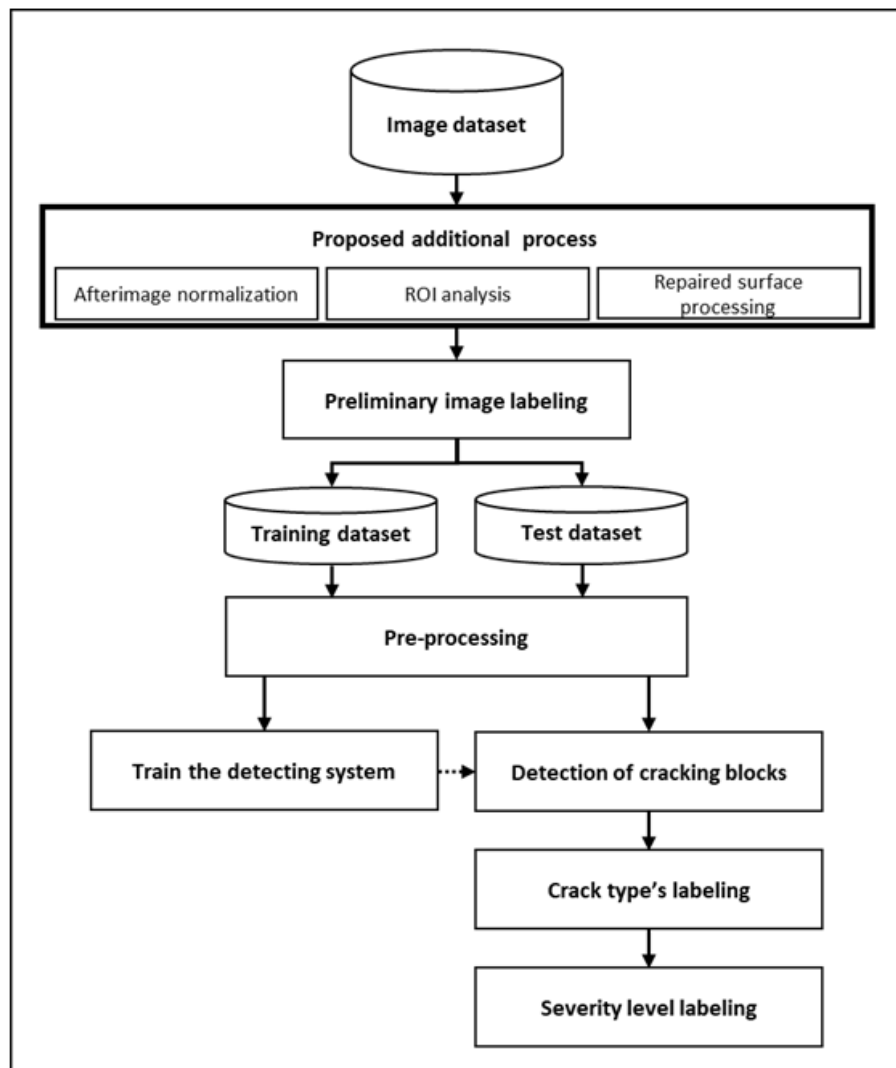 Image dataset
Proposed additional process
Afterimage normalization
ROI analysis
Repaired surface
processing
Preliminary image labeling
Training dataset
Test dataset
Pre-processing
Train the detecting system
Detection of cracking blocks
Crack type's labeling
Severity level labeling